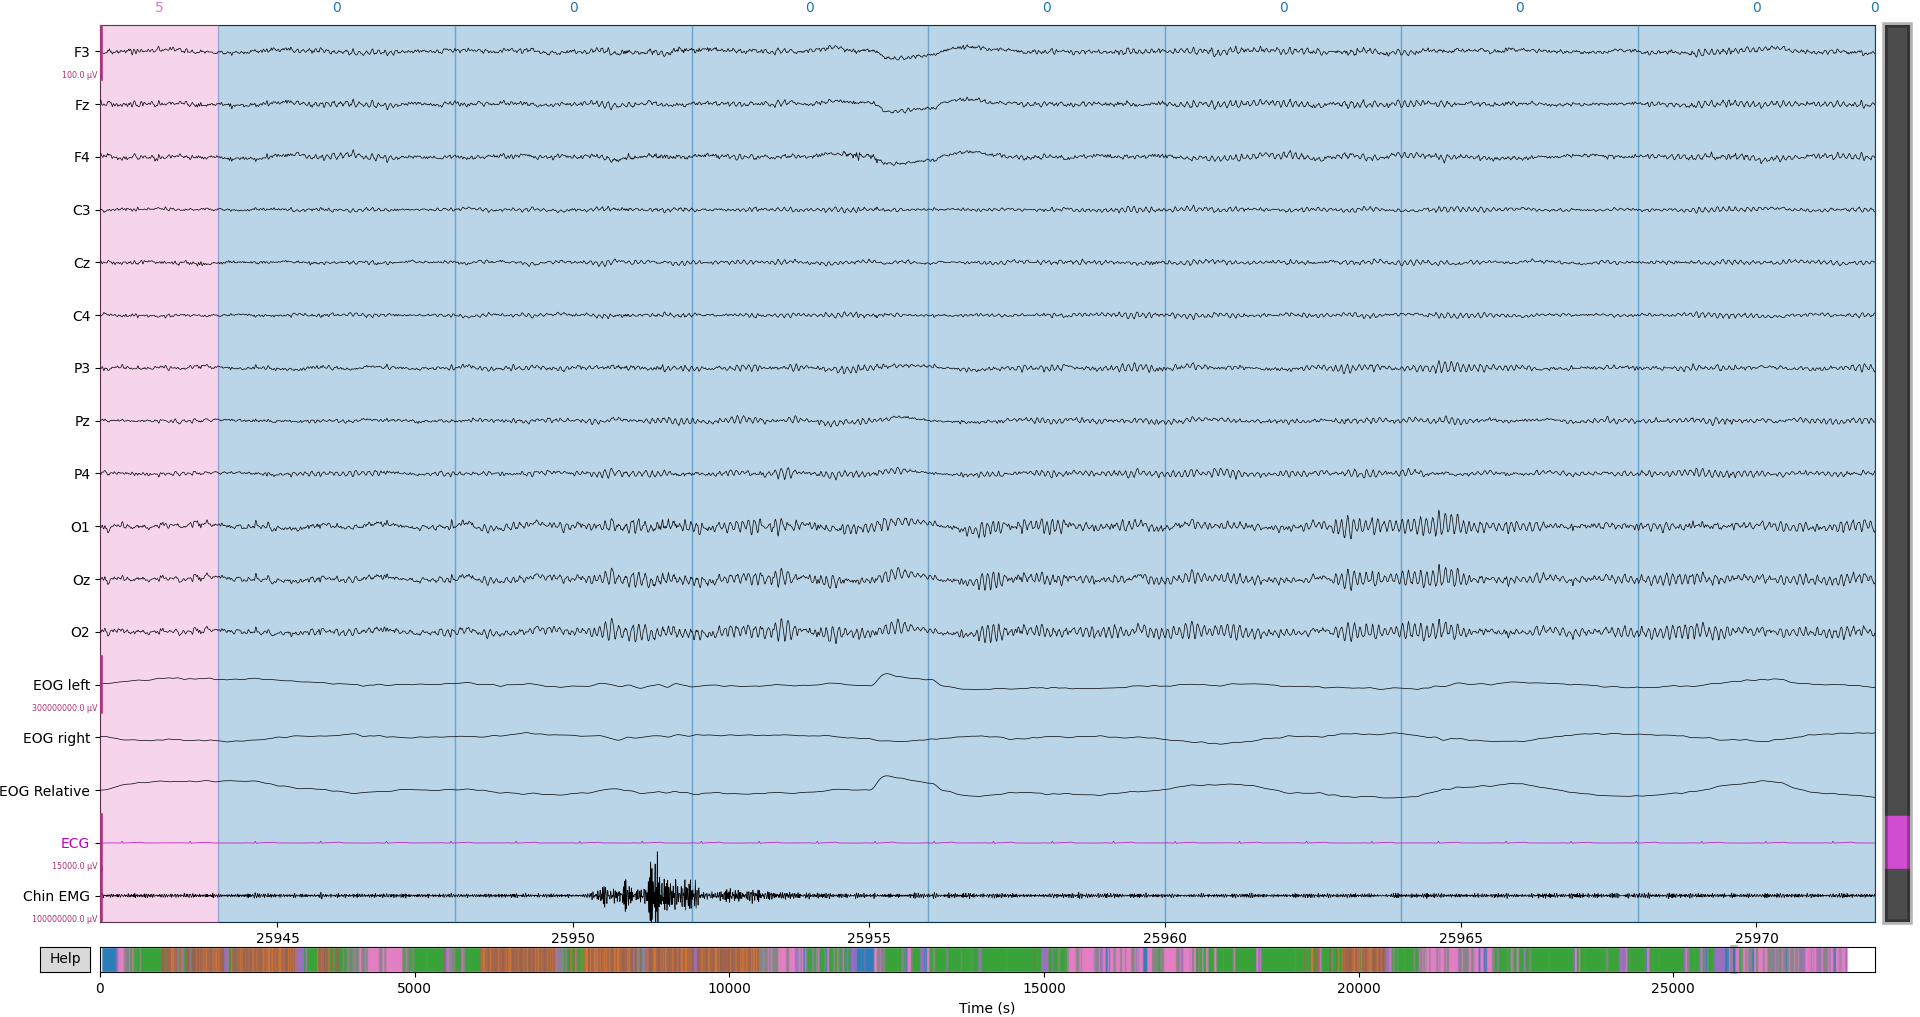 5 0 0 0 0 0 0 0 0
F3
100.0 µV
Fz
F4
C3
Cz
C4
P3
Pz
P4
O1
Oz
O2
EOG left
300000000.0 µV
EOG right
EOG Relative
ECG
15000.0 µV
Chin EMG
100000000.0 µV
25945 25950 25955 25960 25965 25970
Help
0 5000 10000 15000 20000 25000
Time (s)